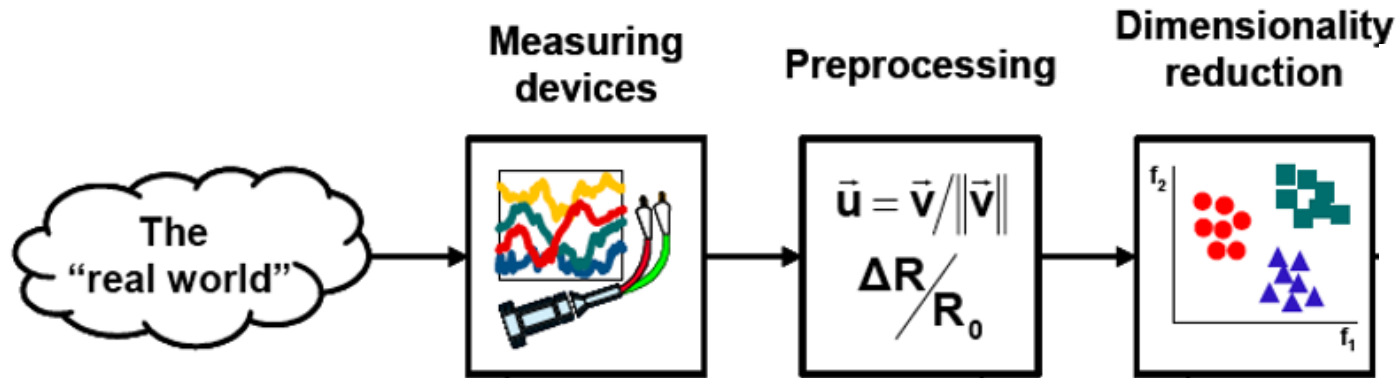 Measuring
devices
Preprocessing
Dimensionality
reduction
The
“real world”
u⃗ = v⃗/‖v⃗‖
ΔR/R₀
f₂
f₁